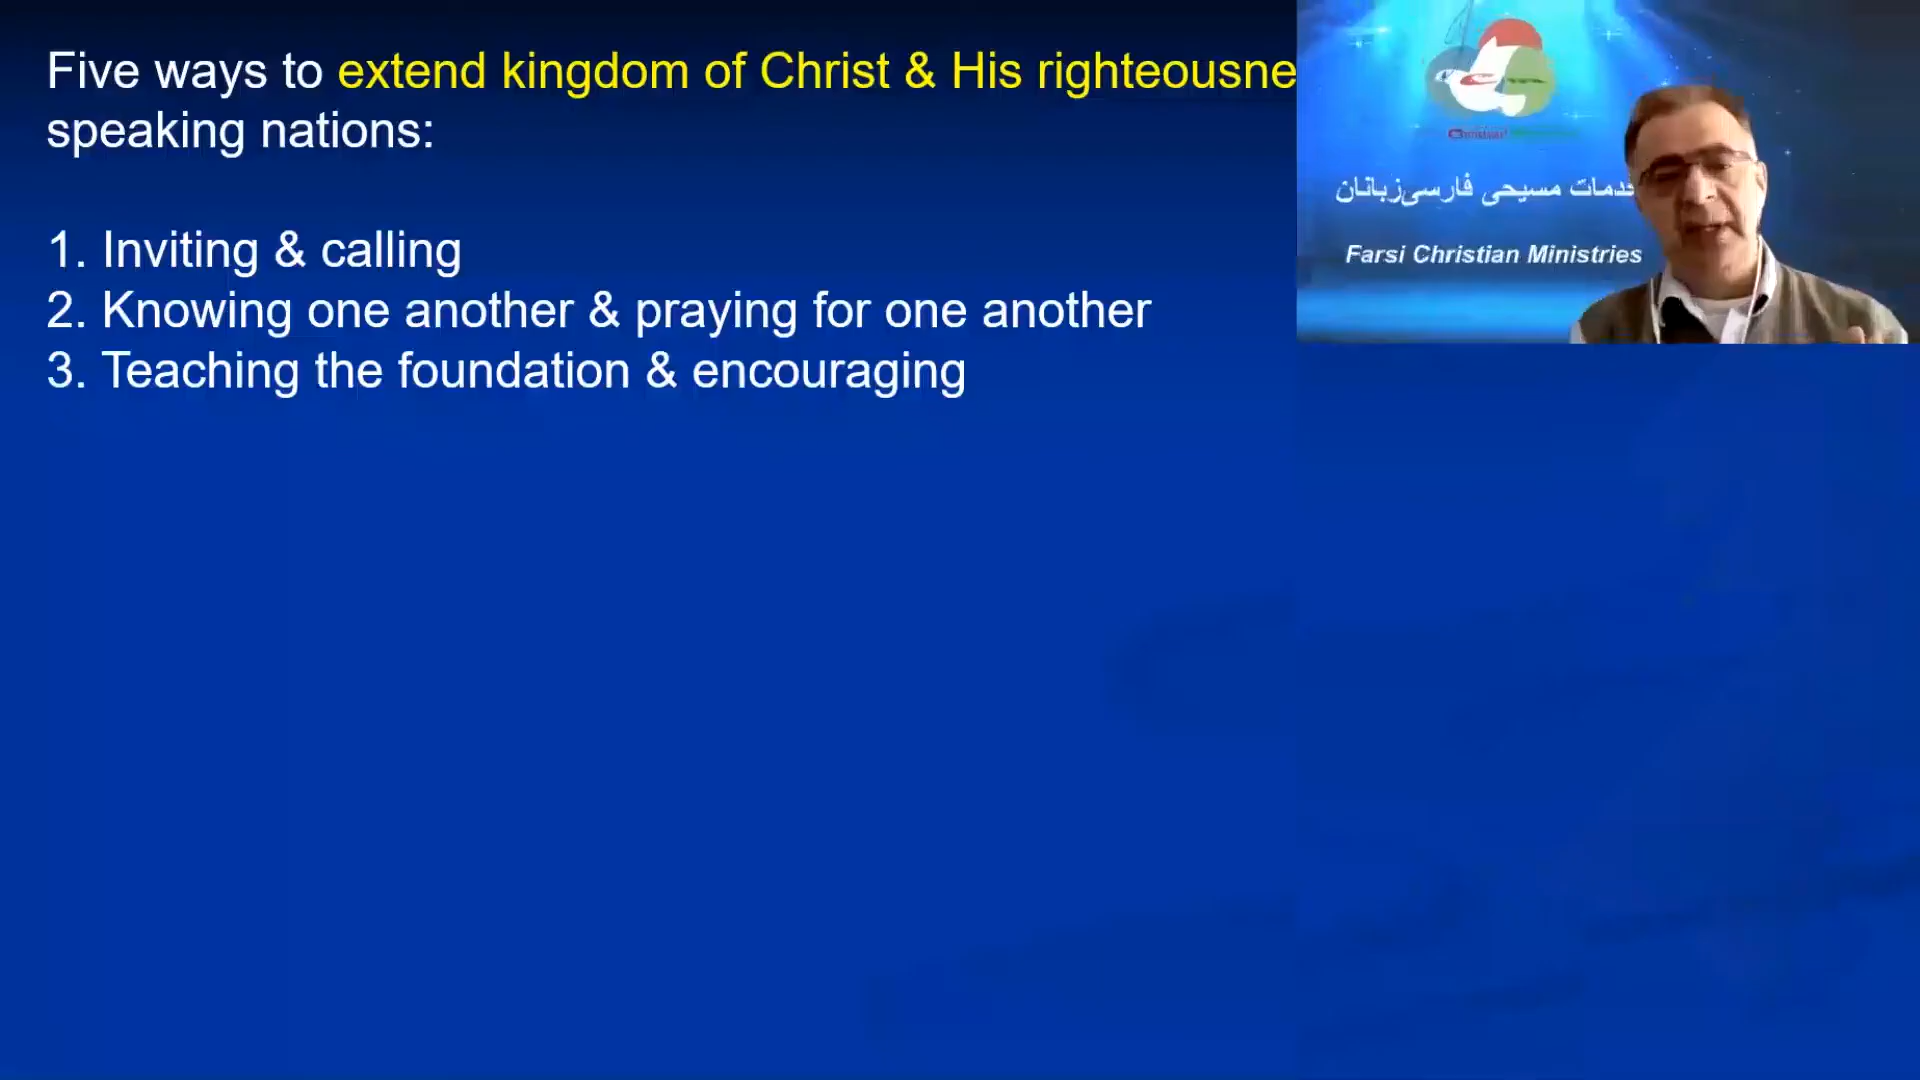 Five ways to extend kingdom of Christ & His righteousne
speaking nations:
1. Inviting & calling
2. Knowing one another & praying for one another
3. Teaching the foundation & encouraging
Christian
خدمات مسیحی فارسی‌زبانان
Farsi Christian Ministries